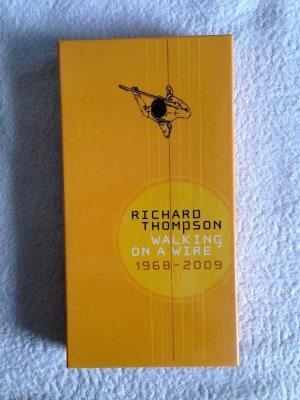 RICHARD
THOMPSON
WALKING
ON A WIRE
1968-2009